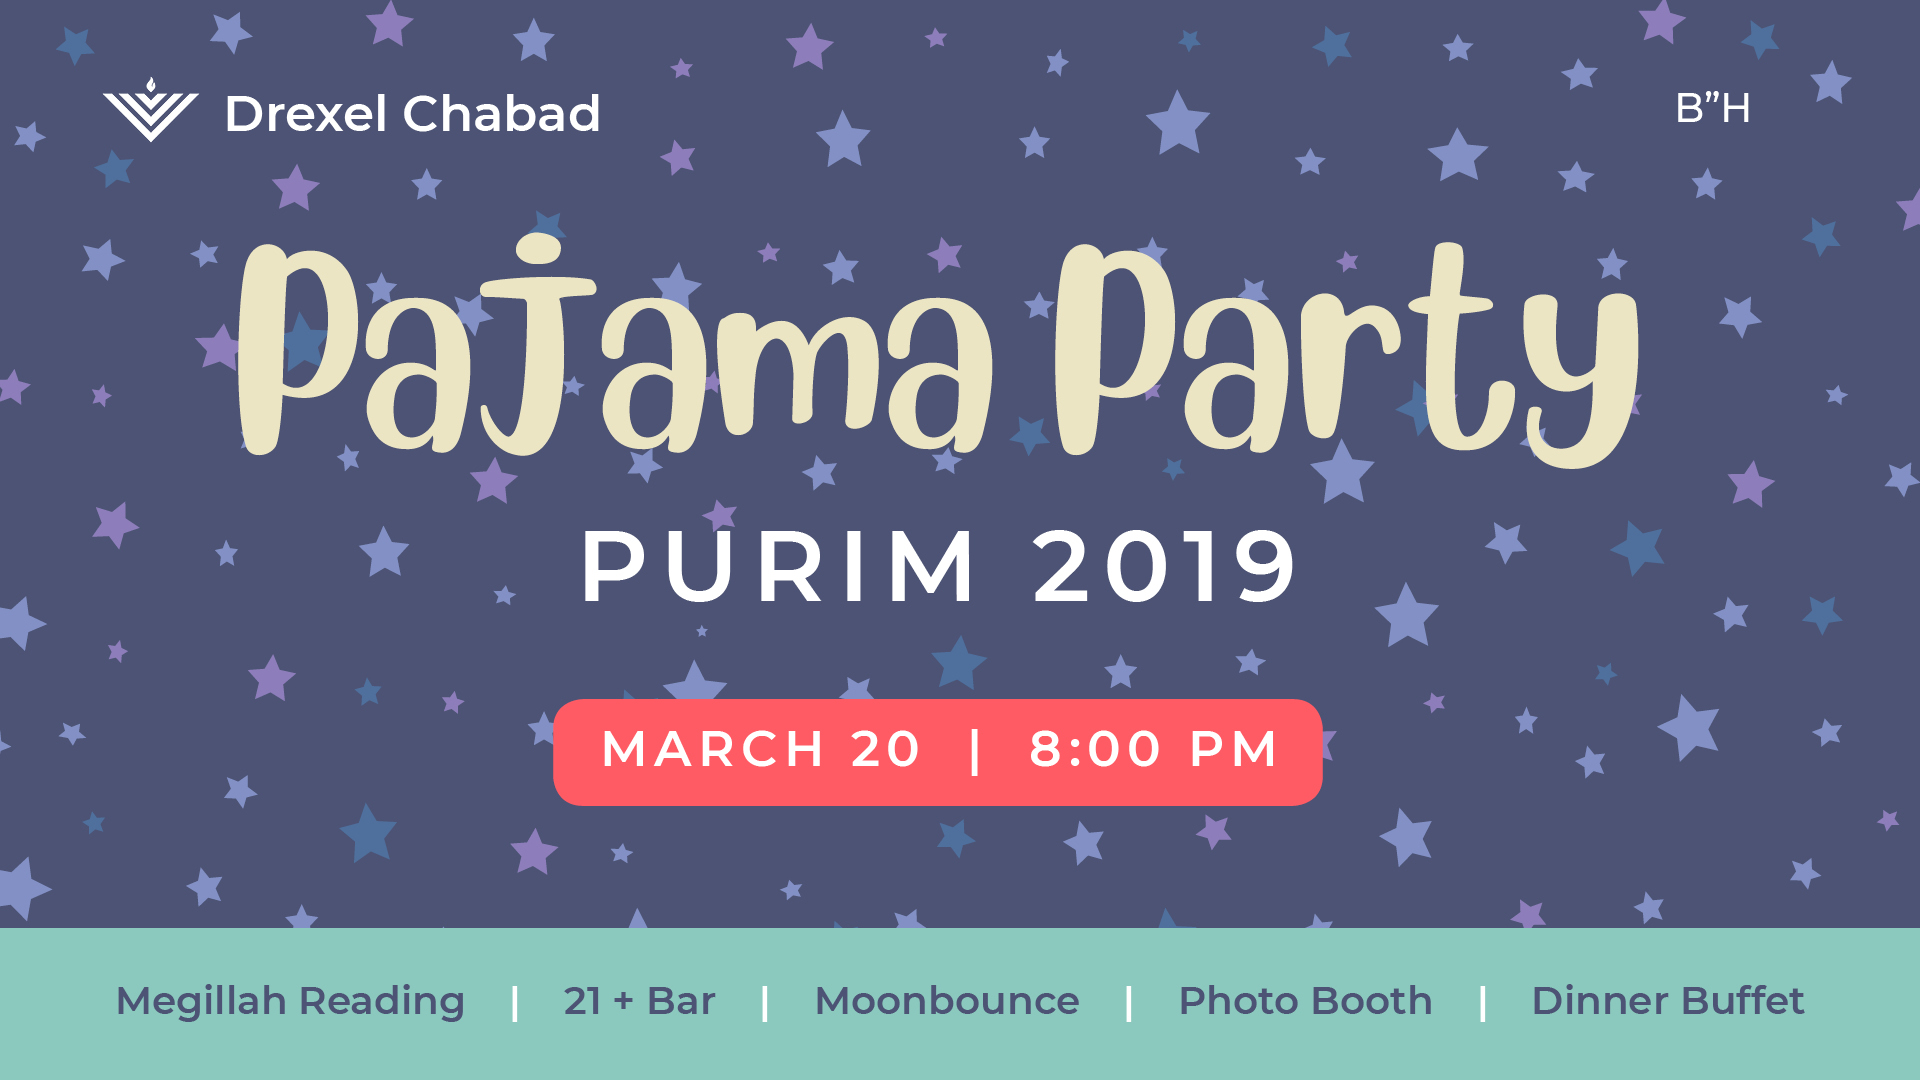 Drexel Chabad
B”H
Pajama Party
PURIM 2019
MARCH 20 | 8:00 PM
Megillah Reading | 21 + Bar | Moonbounce | Photo Booth | Dinner Buffet